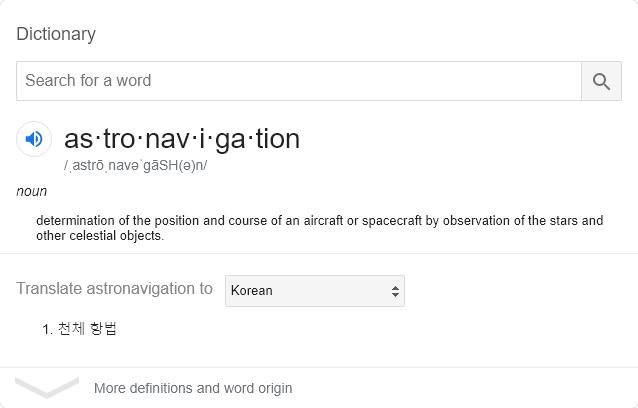 Dictionary
Search for a word
as·tro·nav·i·ga·tion
/ˌastrōˌnavəˈgāSH(ə)n/
noun
determination of the position and course of an aircraft or spacecraft by observation of the stars and
other celestial objects.
Translate astronavigation to Korean
1. 천체 항법
More definitions and word origin